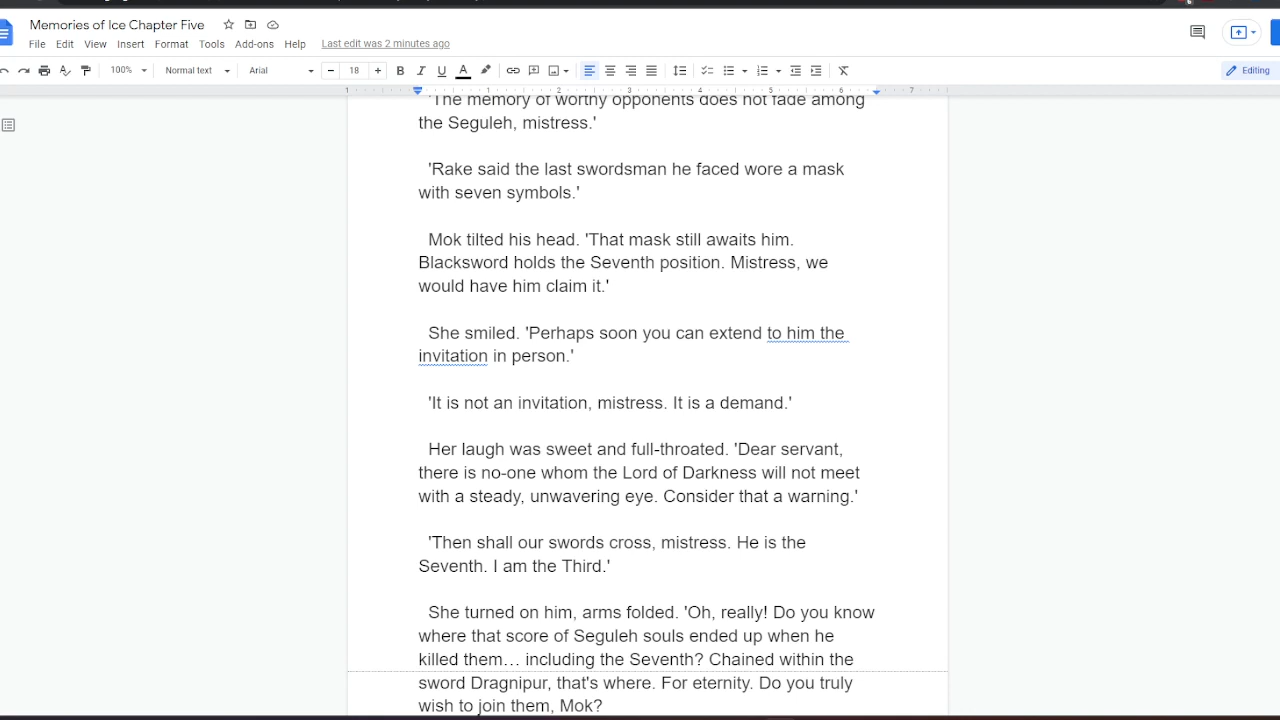 Memories of Ice Chapter Five
File Edit View Insert Format Tools Add-ons Help Last edit was 2 minutes ago
100% Normal text Arial 18 B I U A Editing
1 1 2 3 4 5 6 7
'The memory of worthy opponents does not fade among
the Seguleh, mistress.'
'Rake said the last swordsman he faced wore a mask
with seven symbols.'
Mok tilted his head. 'That mask still awaits him.
Blacksword holds the Seventh position. Mistress, we
would have him claim it.'
She smiled. 'Perhaps soon you can extend to him the
invitation in person.'
'It is not an invitation, mistress. It is a demand.'
Her laugh was sweet and full-throated. 'Dear servant,
there is no-one whom the Lord of Darkness will not meet
with a steady, unwavering eye. Consider that a warning.'
'Then shall our swords cross, mistress. He is the
Seventh. I am the Third.'
She turned on him, arms folded. 'Oh, really! Do you know
where that score of Seguleh souls ended up when he
killed them… including the Seventh? Chained within the
sword Dragnipur, that's where. For eternity. Do you truly
wish to join them, Mok?